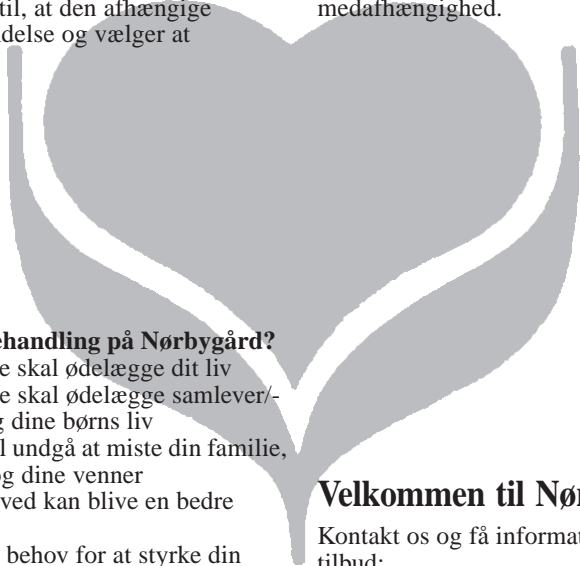 til, at den afhængige
delse og vælger at
ehandling på Nørbygård?
e skal ødelægge dit liv
e skal ødelægge samlever/-
g dine børns liv
l undgå at miste din familie,
og dine venner
ved kan blive en bedre
behov for at styrke din
medafhængighed.
Velkommen til Nør
Kontakt os og få informat
tilbud: